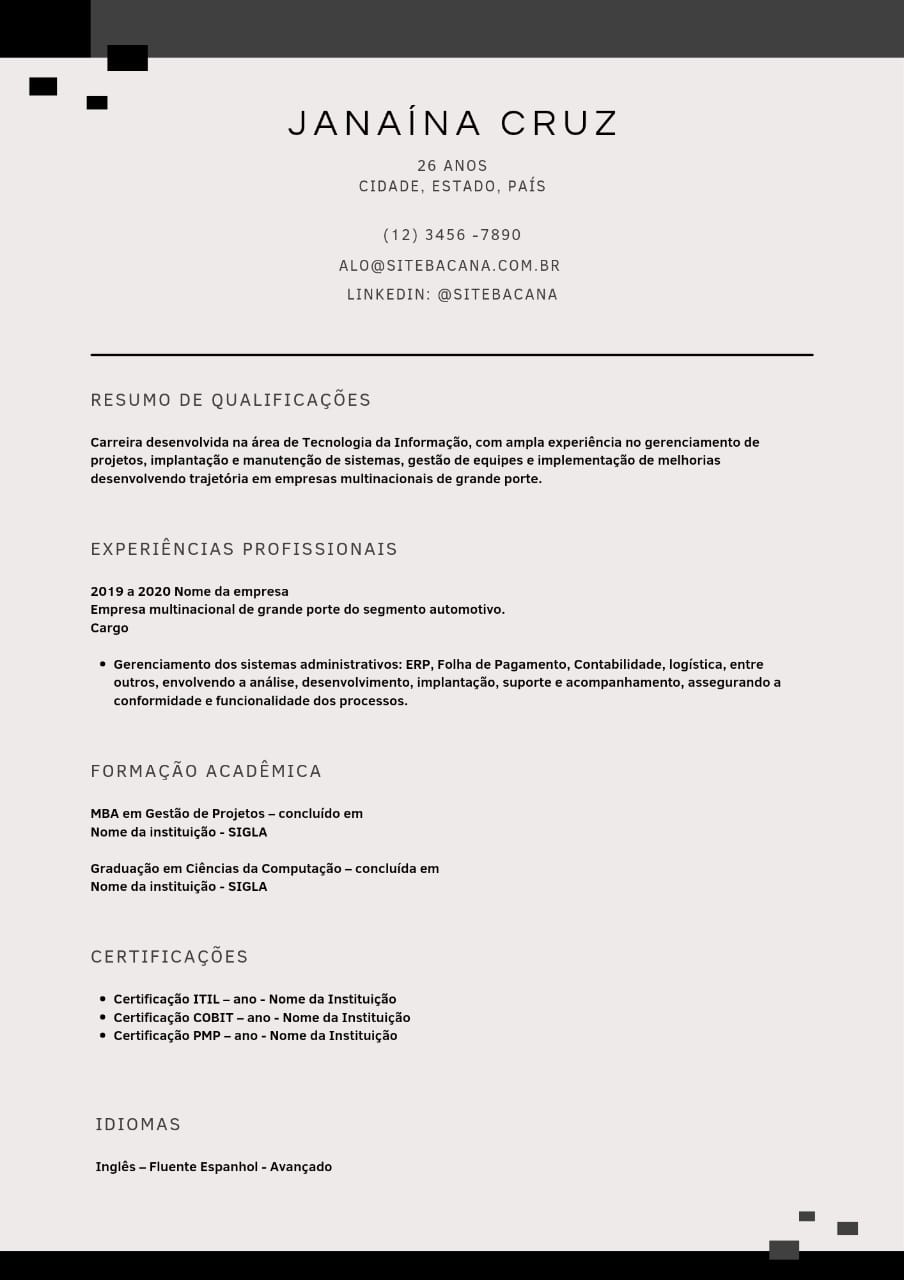 JANAÍNA CRUZ
26 ANOS
CIDADE, ESTADO, PAÍS
(12) 3456 -7890
ALO@SITEBACANA.COM.BR
LINKEDIN: @SITEBACANA
RESUMO DE QUALIFICAÇÕES
Carreira desenvolvida na área de Tecnologia da Informação, com ampla experiência no gerenciamento de
projetos, implantação e manutenção de sistemas, gestão de equipes e implementação de melhorias
desenvolvendo trajetória em empresas multinacionais de grande porte.
EXPERIÊNCIAS PROFISSIONAIS
2019 a 2020 Nome da empresa
Empresa multinacional de grande porte do segmento automotivo.
Cargo
• Gerenciamento dos sistemas administrativos: ERP, Folha de Pagamento, Contabilidade, logística, entre
outros, envolvendo a análise, desenvolvimento, implantação, suporte e acompanhamento, assegurando a
conformidade e funcionalidade dos processos.
FORMAÇÃO ACADÊMICA
MBA em Gestão de Projetos – concluído em
Nome da instituição - SIGLA
Graduação em Ciências da Computação – concluída em
Nome da instituição - SIGLA
CERTIFICAÇÕES
• Certificação ITIL – ano - Nome da Instituição
• Certificação COBIT – ano - Nome da Instituição
• Certificação PMP – ano - Nome da Instituição
IDIOMAS
Inglês – Fluente Espanhol - Avançado